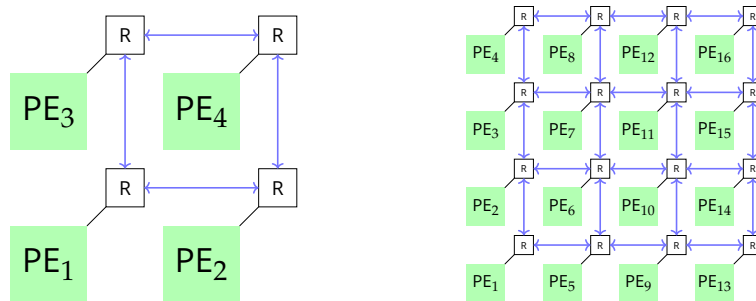 R R
PE₃ PE₄
R R
PE₁ PE₂
R R R R
PE₄ PE₈ PE₁₂ PE₁₆
R R R R
PE₃ PE₇ PE₁₁ PE₁₅
R R R R
PE₂ PE₆ PE₁₀ PE₁₄
R R R R
PE₁ PE₅ PE₉ PE₁₃